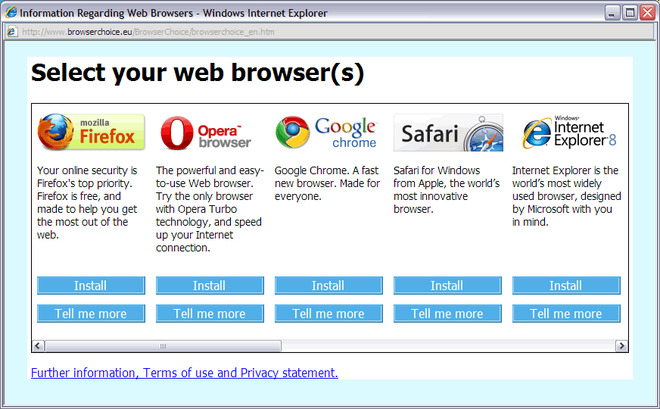 Information Regarding Web Browsers - Windows Internet Explorer
http://www.browserchoice.eu/BrowserChoice/browserchoice_en.htm
Select your web browser(s)
mozilla
Firefox
Your online security is
Firefox's top priority.
Firefox is free, and
made to help you get
the most out of the
web.
Install
Tell me more
Opera™
browser
The powerful and easy-
to-use Web browser.
Try the only browser
with Opera Turbo
technology, and speed
up your Internet
connection.
Install
Tell me more
Google
chrome
Google Chrome. A fast
new browser. Made for
everyone.
Install
Tell me more
Safari
Safari for Windows
from Apple, the world's
most innovative
browser.
Install
Tell me more
Windows
Internet
Explorer 8
Internet Explorer is the
world's most widely
used browser, designed
by Microsoft with you
in mind.
Install
Tell me more
Further information, Terms of use and Privacy statement.